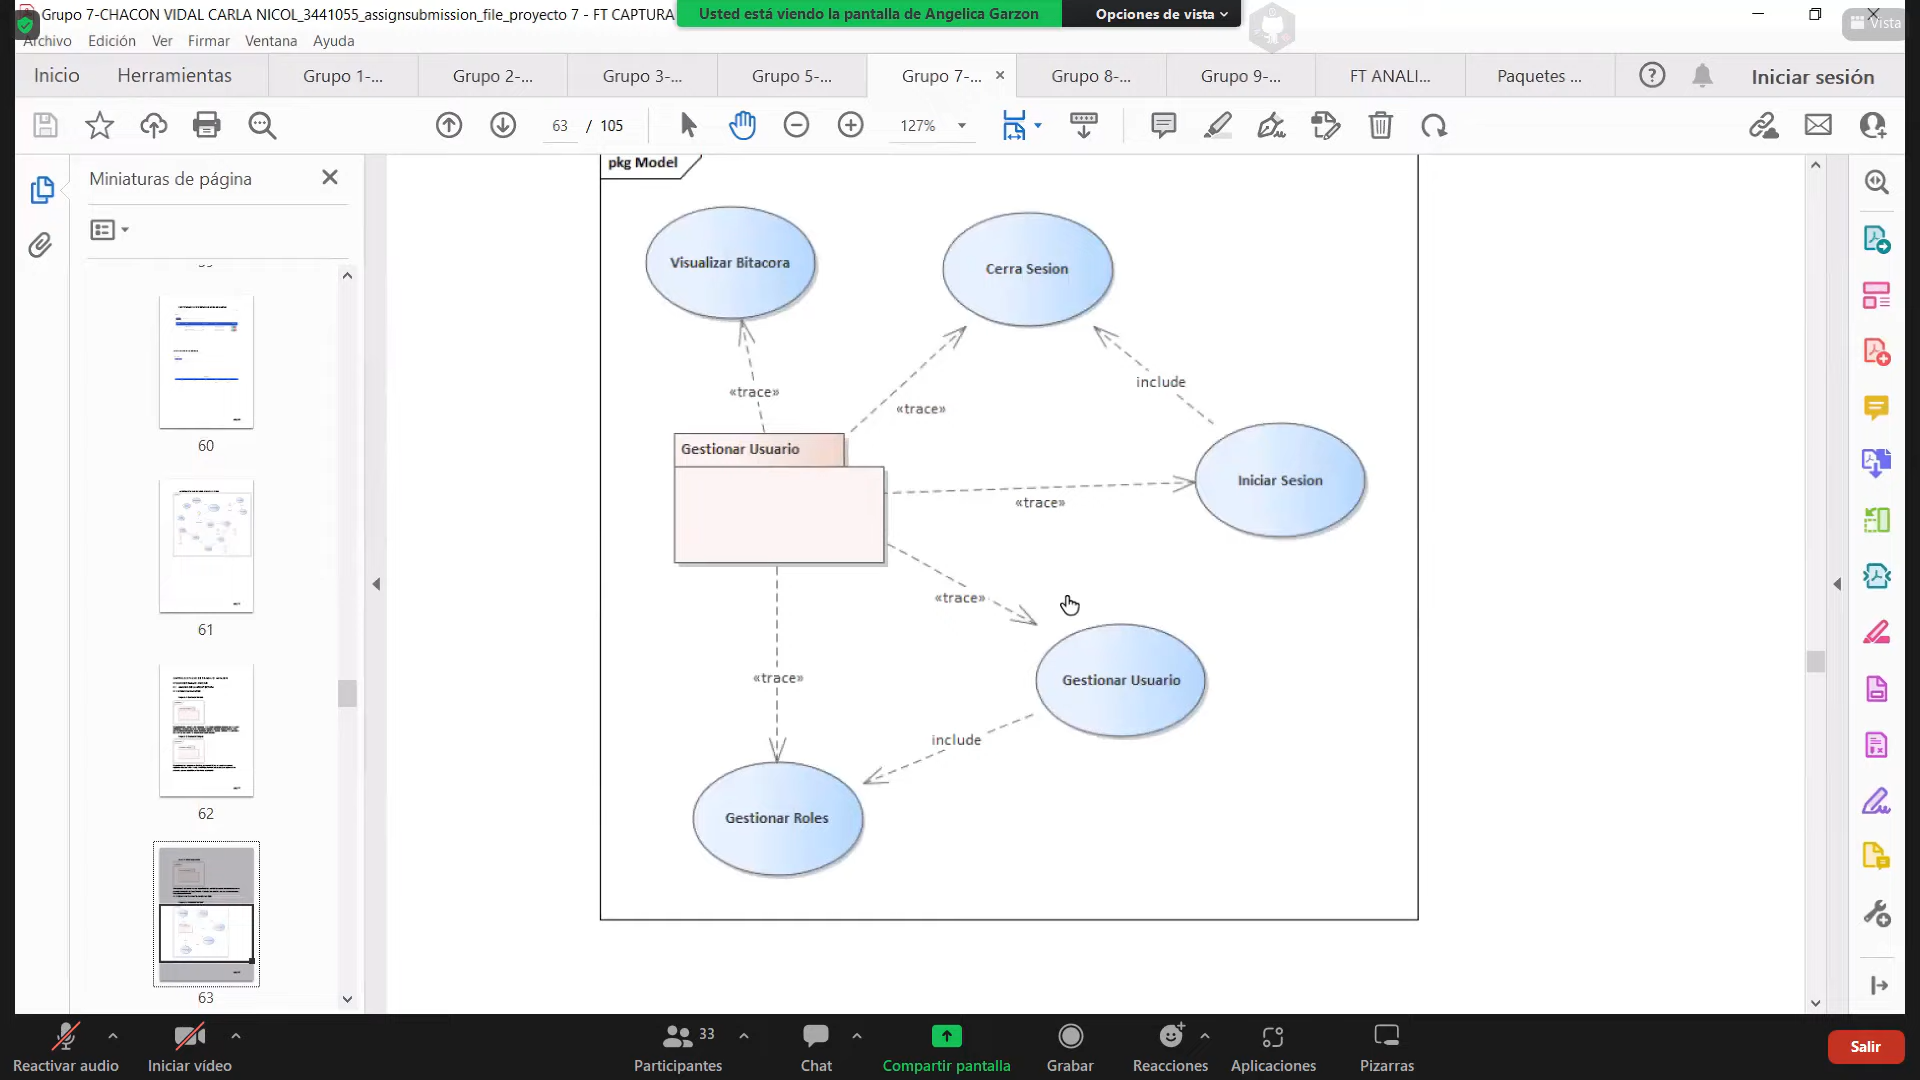 Grupo 7-CHACON VIDAL CARLA NICOL_3441055_assignsubmission_file_proyecto 7 - FT CAPTURA
Usted está viendo la pantalla de Angelica Garzon
Opciones de vista
Vista
Archivo Edición Ver Firmar Ventana Ayuda
Inicio Herramientas Grupo 1-... Grupo 2-... Grupo 3-... Grupo 5-... Grupo 7-... × Grupo 8-... Grupo 9-... FT ANALI... Paquetes ... Iniciar sesión
63 / 105 127%
Miniaturas de página
60
61
62
63
pkg Model
Visualizar Bitacora
Cerra Sesion
include
«trace»
«trace»
Gestionar Usuario
Iniciar Sesion
«trace»
«trace»
«trace»
Gestionar Usuario
include
Gestionar Roles
33
Reactivar audio Iniciar vídeo Participantes Chat Compartir pantalla Grabar Reacciones Aplicaciones Pizarras Salir